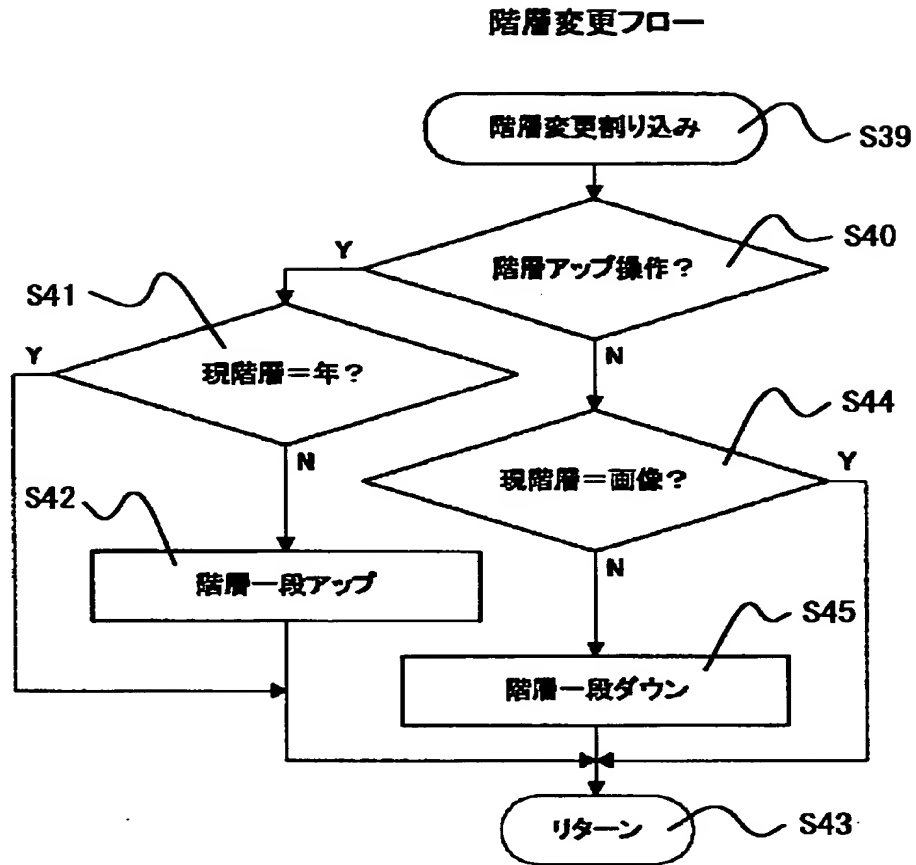 階層変更フロー
階層変更割り込み
S39
S40
Y
階層アップ操作？
S41
Y
N
現階層＝年？
S44
N
現階層＝画像？
Y
S42
階層一段アップ
N
S45
階層一段ダウン
リターン
S43